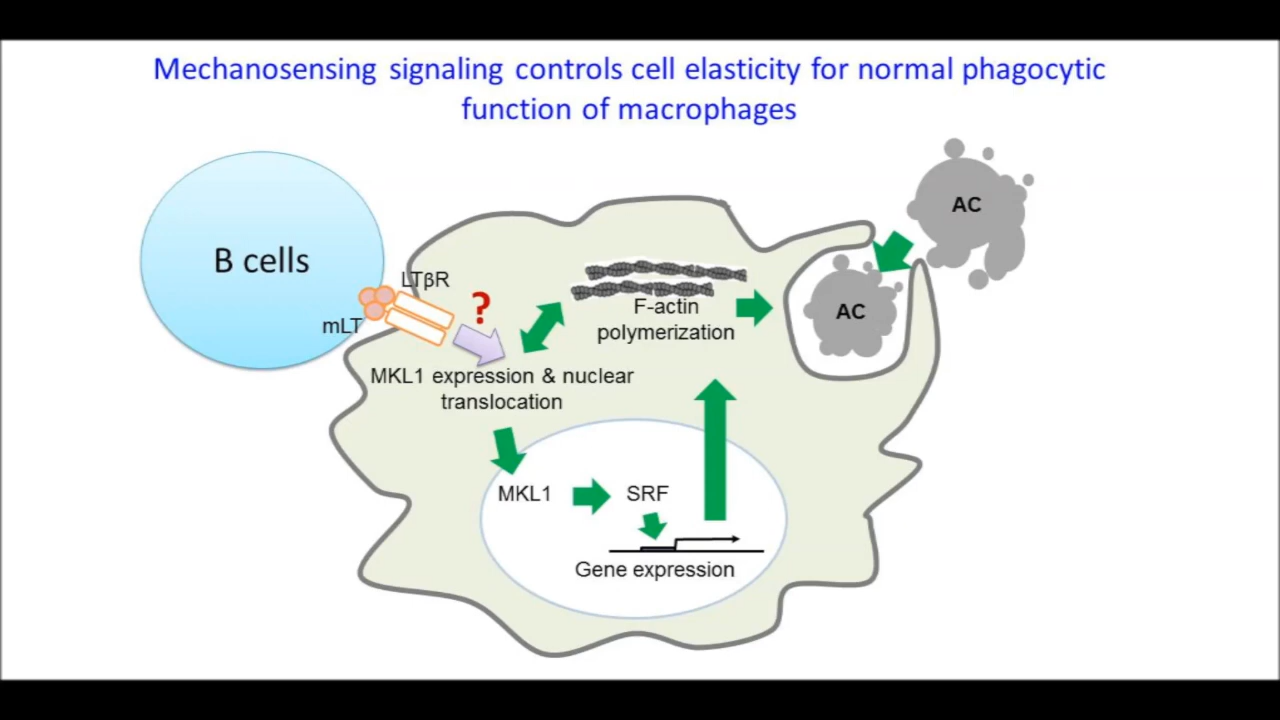 Mechanosensing signaling controls cell elasticity for normal phagocytic
function of macrophages
AC
B cells
LTβR
?
mLT
F-actin
polymerization
AC
MKL1 expression & nuclear
translocation
MKL1
SRF
Gene expression